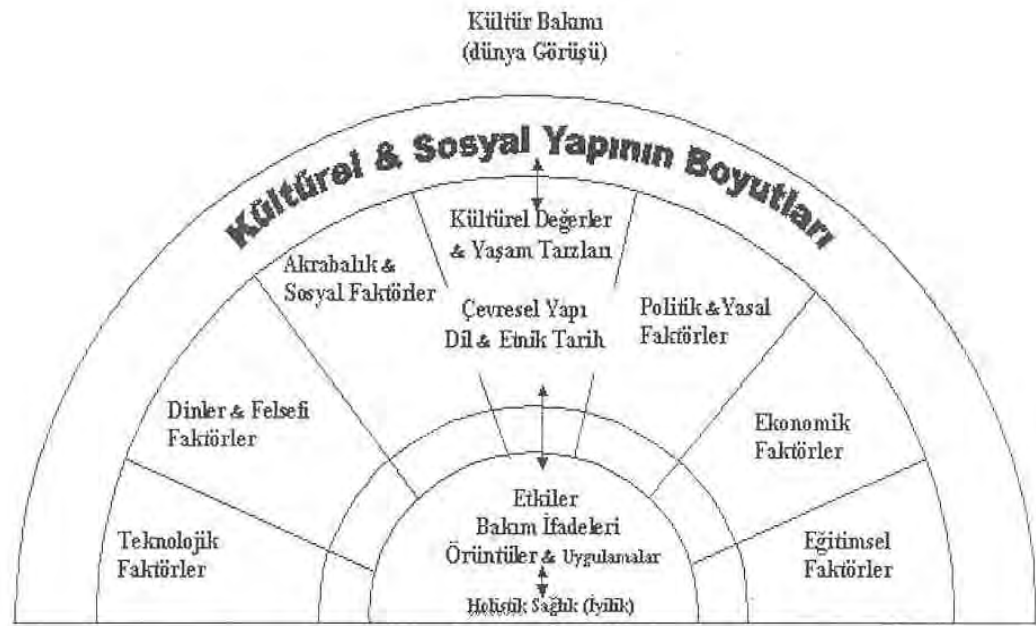 Kültür Bakımı
(dünya Görüşü)
Kültürel & Sosyal Yapının Boyutları
Kültürel Değerler
& Yaşam Tarzları
Akrabalık &
Sosyal Faktörler
Çevresel Yapı
Dil & Etnik Tarih
Politik & Yasal
Faktörler
Dinler & Felsefi
Faktörler
Ekonomik
Faktörler
Teknolojik
Faktörler
Eğitimsel
Faktörler
Etkiler
Bakım İfadeleri
Örüntüler & Uygulamalar
Holistik Sağlık (İyilik)